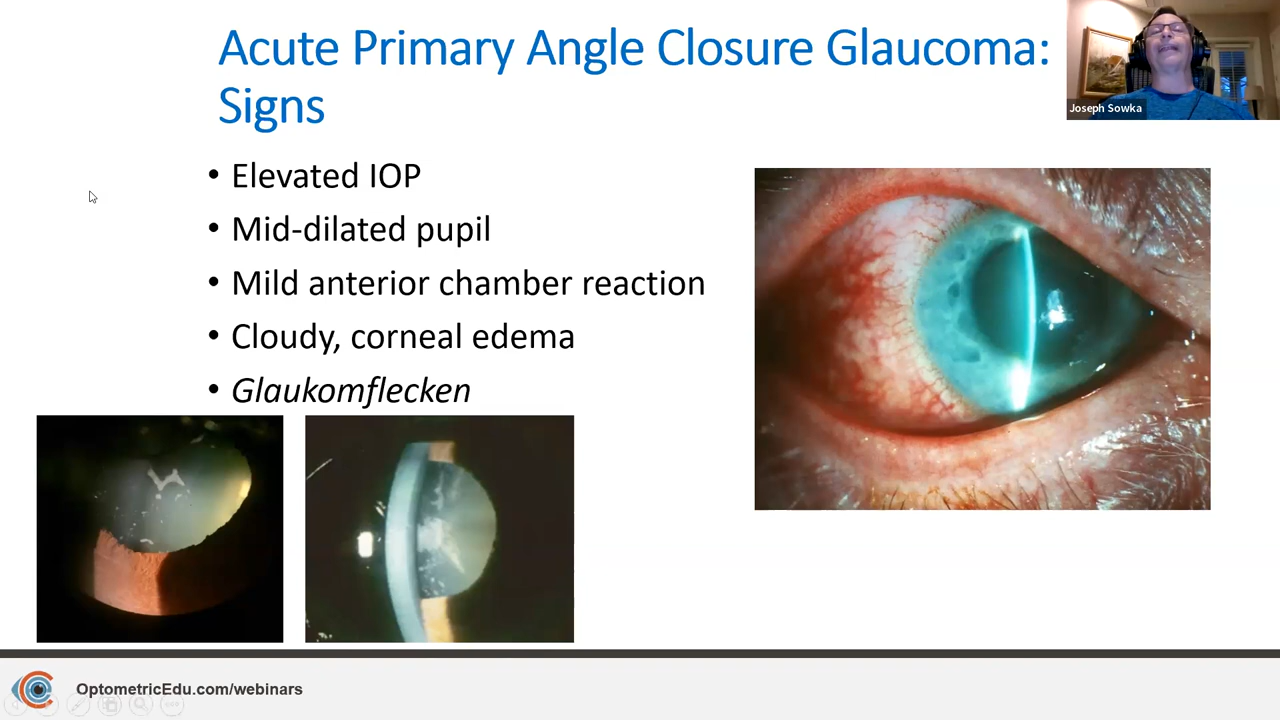 Acute Primary Angle Closure Glaucoma:
Signs
Joseph Sowka
• Elevated IOP
• Mid-dilated pupil
• Mild anterior chamber reaction
• Cloudy, corneal edema
• Glaukomflecken
OptometricEdu.com/webinars